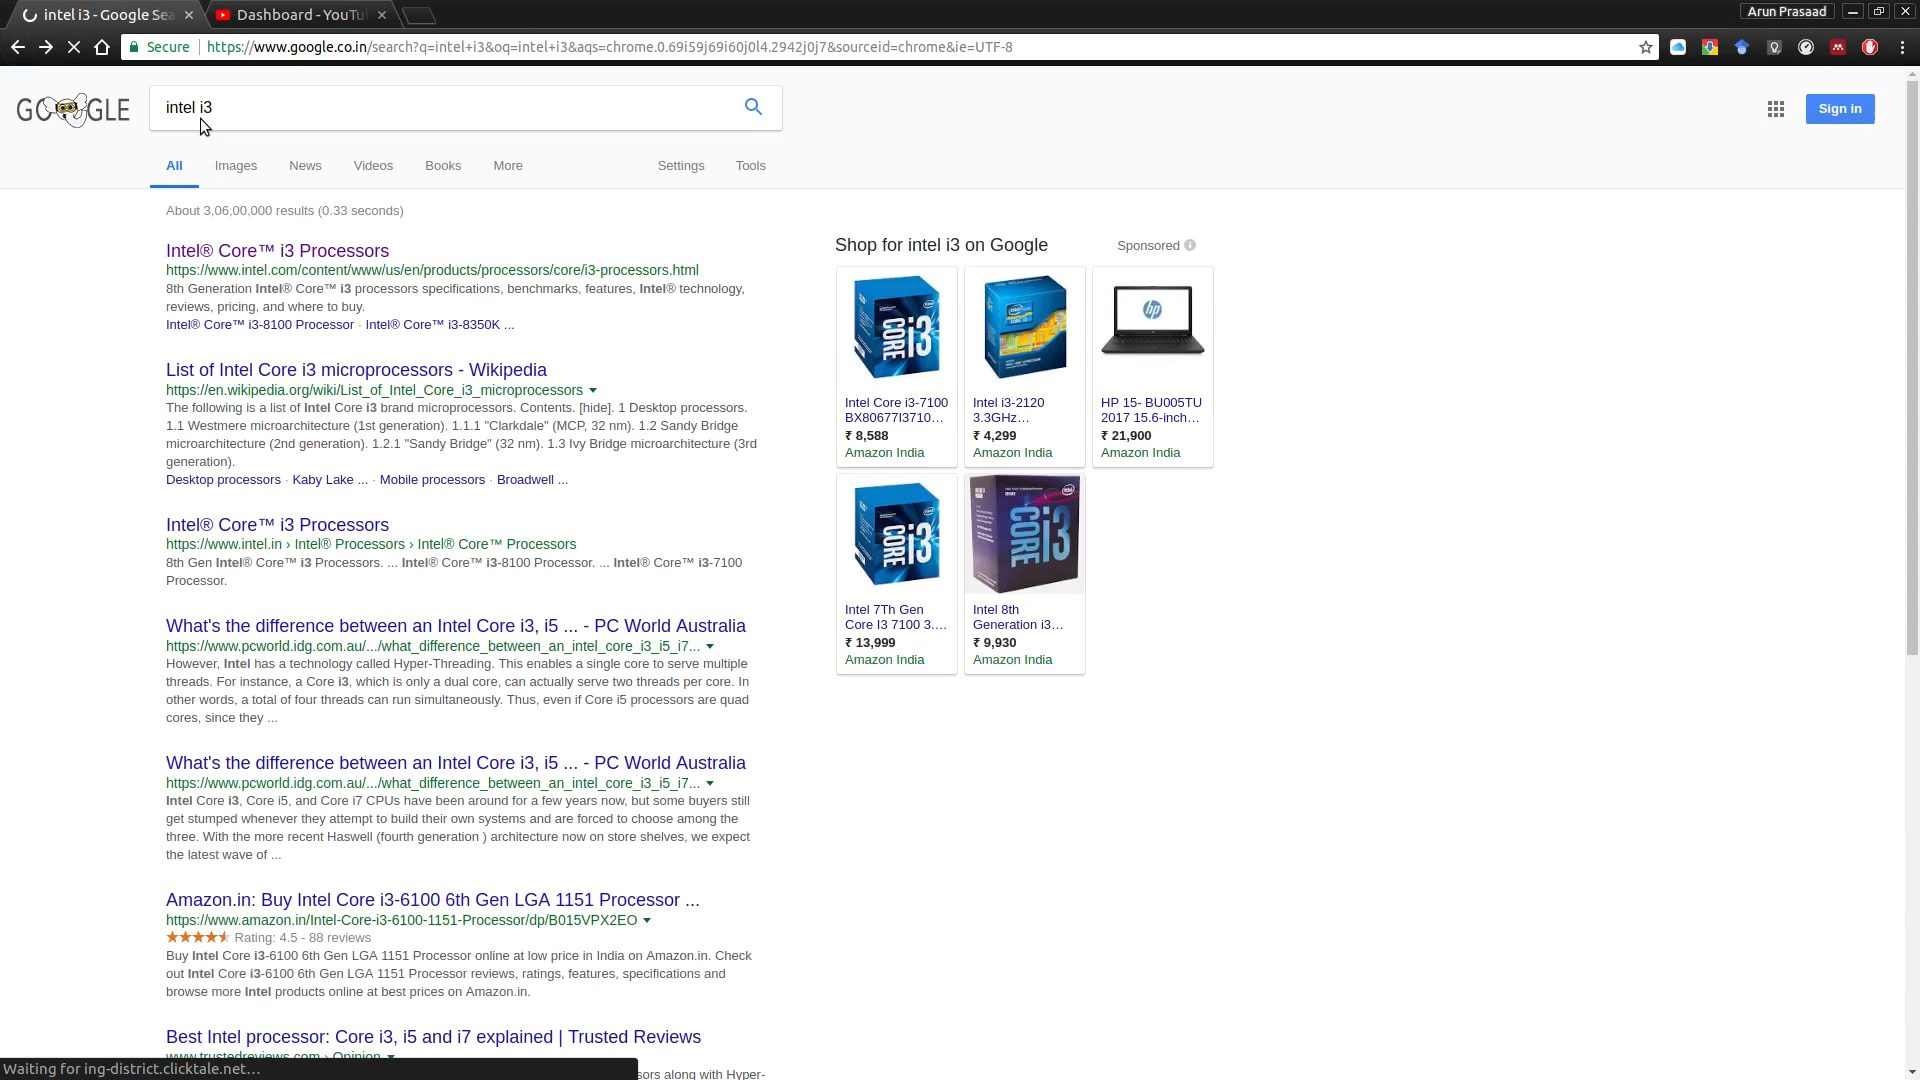 intel i3 - Google Sea
Dashboard - YouTu
Arun Prasaad
Secure
https://www.google.co.in/search?q=intel+i3&oq=intel+i3&aqs=chrome.0.69i59j69i60j0l4.2942j0j7&sourceid=chrome&ie=UTF-8
GOOGLE
intel i3
Sign in
All
Images
News
Videos
Books
More
Settings
Tools
About 3,06,00,000 results (0.33 seconds)
Intel® Core™ i3 Processors
https://www.intel.com/content/www/us/en/products/processors/core/i3-processors.html
8th Generation Intel® Core™ i3 processors specifications, benchmarks, features, Intel® technology,
reviews, pricing, and where to buy.
Intel® Core™ i3-8100 Processor · Intel® Core™ i3-8350K ...
List of Intel Core i3 microprocessors - Wikipedia
https://en.wikipedia.org/wiki/List_of_Intel_Core_i3_microprocessors
The following is a list of Intel Core i3 brand microprocessors. Contents. [hide]. 1 Desktop processors.
1.1 Westmere microarchitecture (1st generation). 1.1.1 "Clarkdale" (MCP, 32 nm). 1.2 Sandy Bridge
microarchitecture (2nd generation). 1.2.1 "Sandy Bridge" (32 nm). 1.3 Ivy Bridge microarchitecture (3rd
generation).
Desktop processors · Kaby Lake ... · Mobile processors · Broadwell ...
Intel® Core™ i3 Processors
https://www.intel.in › Intel® Processors › Intel® Core™ Processors
8th Gen Intel® Core™ i3 Processors. ... Intel® Core™ i3-8100 Processor. ... Intel® Core™ i3-7100
Processor.
What's the difference between an Intel Core i3, i5 ... - PC World Australia
https://www.pcworld.idg.com.au/.../what_difference_between_an_intel_core_i3_i5_i7...
However, Intel has a technology called Hyper-Threading. This enables a single core to serve multiple
threads. For instance, a Core i3, which is only a dual core, can actually serve two threads per core. In
other words, a total of four threads can run simultaneously. Thus, even if Core i5 processors are quad
cores, since they ...
What's the difference between an Intel Core i3, i5 ... - PC World Australia
https://www.pcworld.idg.com.au/.../what_difference_between_an_intel_core_i3_i5_i7...
Intel Core i3, Core i5, and Core i7 CPUs have been around for a few years now, but some buyers still
get stumped whenever they attempt to build their own systems and are forced to choose among the
three. With the more recent Haswell (fourth generation ) architecture now on store shelves, we expect
the latest wave of ...
Amazon.in: Buy Intel Core i3-6100 6th Gen LGA 1151 Processor ...
https://www.amazon.in/Intel-Core-i3-6100-1151-Processor/dp/B015VPX2EO
Rating: 4.5 - 88 reviews
Buy Intel Core i3-6100 6th Gen LGA 1151 Processor online at low price in India on Amazon.in. Check
out Intel Core i3-6100 6th Gen LGA 1151 Processor reviews, ratings, features, specifications and
browse more Intel products online at best prices on Amazon.in.
Best Intel processor: Core i3, i5 and i7 explained | Trusted Reviews
www.trustedreviews.com › Opinion
sors along with Hyper-
Waiting for ing-district.clicktale.net...
Shop for intel i3 on Google
Sponsored
CORE i3
hp
Intel Core i7-7100
BX80677I3710...
₹ 8,588
Amazon India
Intel i3-2120
3.3GHz...
₹ 4,299
Amazon India
HP 15- BU005TU
2017 15.6-inch...
₹ 21,900
Amazon India
CORE i3
CORE i3
Intel 7Th Gen
Core I3 7100 3....
₹ 13,999
Amazon India
Intel 8th
Generation i3...
₹ 9,930
Amazon India